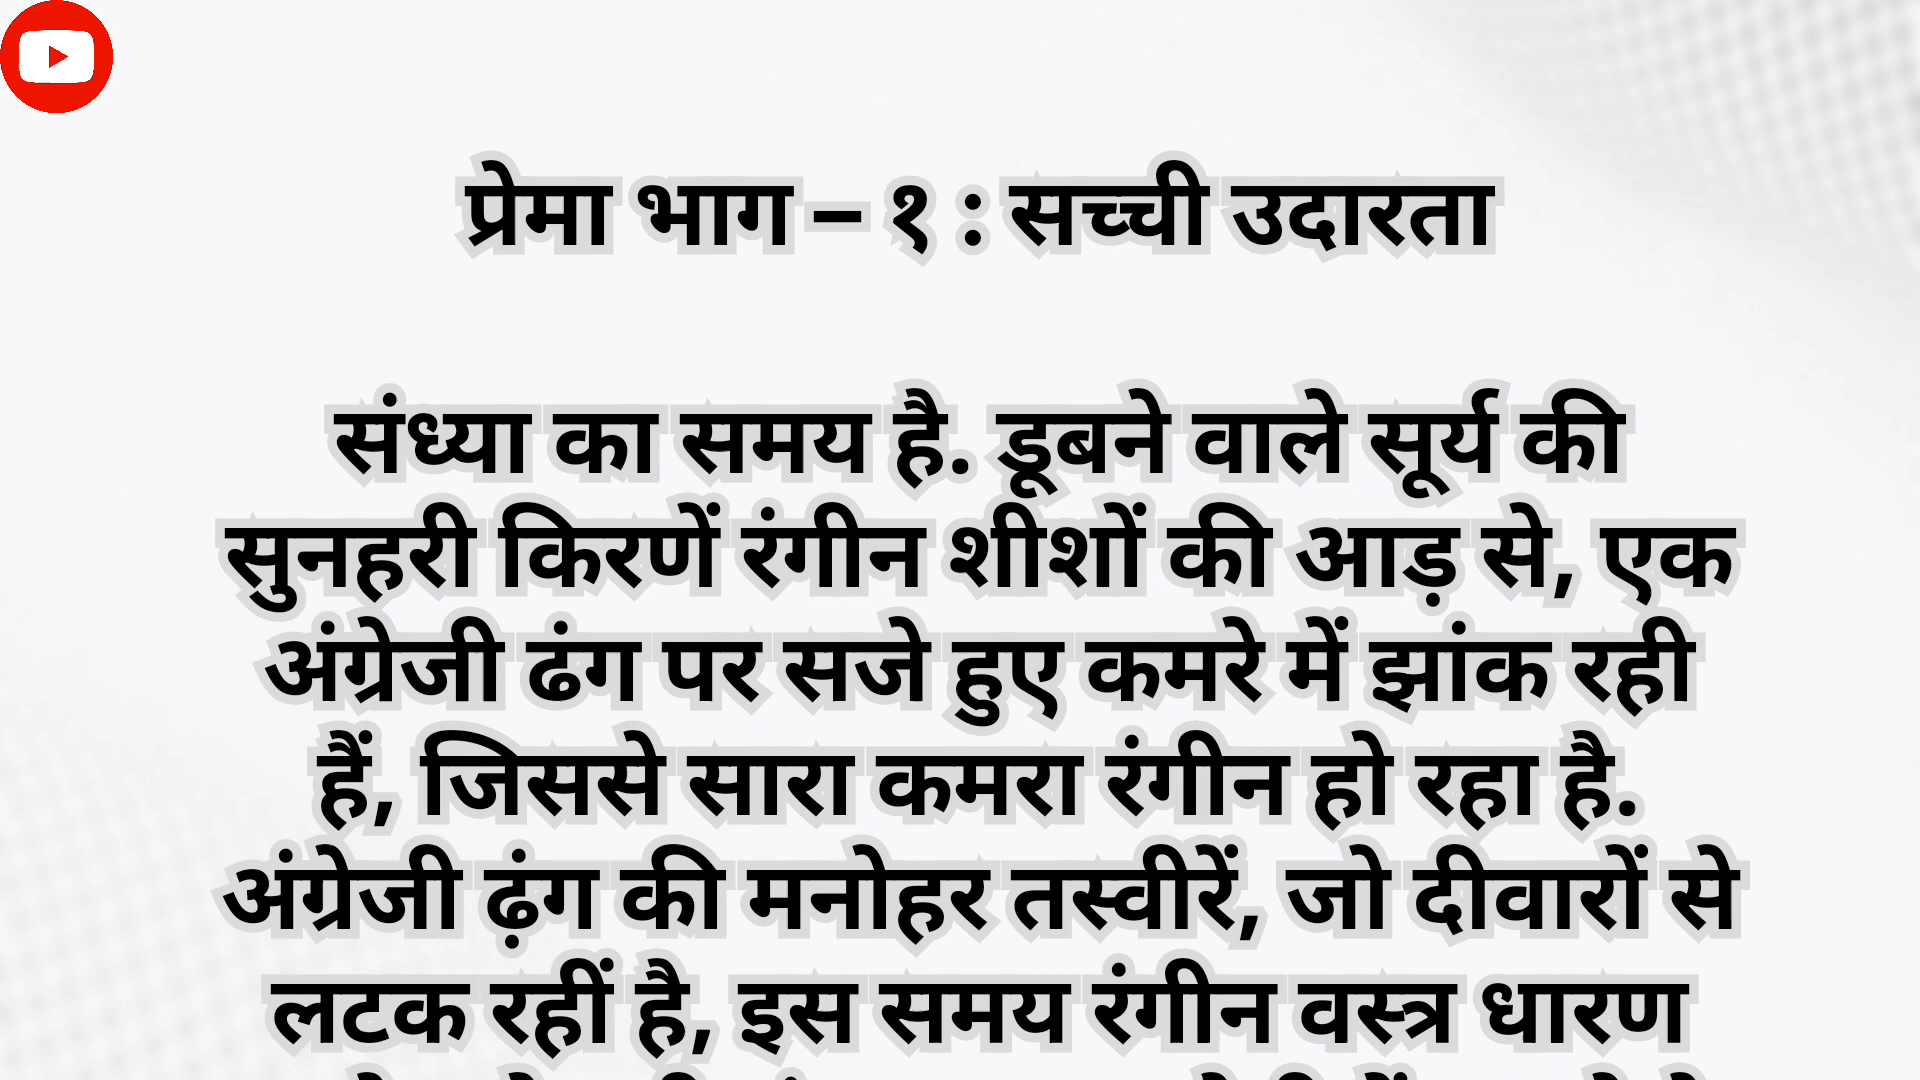 प्रेमा भाग – १ : सच्ची उदारता
संध्या का समय है. डूबने वाले सूर्य की
सुनहरी किरणें रंगीन शीशों की आड़ से, एक
अंग्रेजी ढंग पर सजे हुए कमरे में झांक रही
हैं, जिससे सारा कमरा रंगीन हो रहा है.
अंग्रेजी ढ़ंग की मनोहर तस्वीरें, जो दीवारों से
लटक रहीं है, इस समय रंगीन वस्त्र धारण